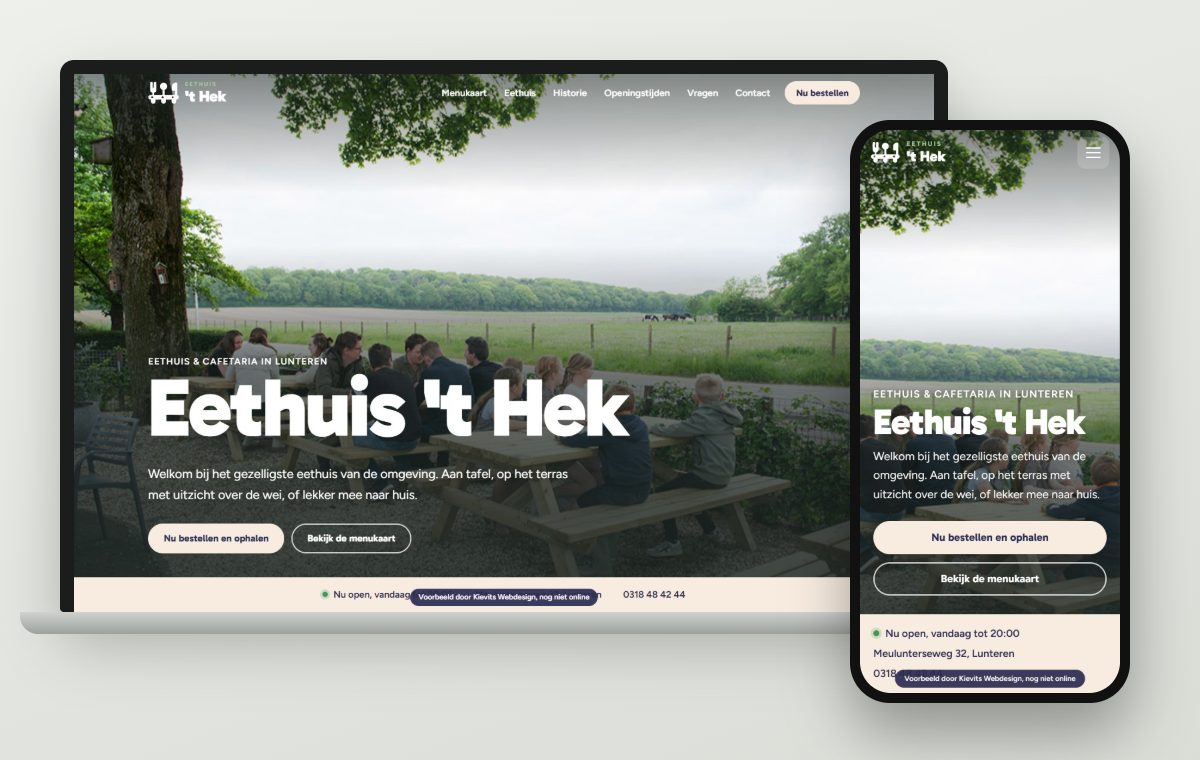 EETHUIS
't Hek
Menukaart Eethuis Historie Openingstijden Vragen Contact Nu bestellen
EETHUIS & CAFETARIA IN LUNTEREN
Eethuis 't Hek
Welkom bij het gezelligste eethuis van de omgeving. Aan tafel, op het terras
met uitzicht over de wei, of lekker mee naar huis.
Nu bestellen en ophalen Bekijk de menukaart
Nu open, vandaag 0318 48 42 44
Voorbeeld door Kievits Webdesign, nog niet online
EETHUIS
't Hek
EETHUIS & CAFETARIA IN LUNTEREN
Eethuis 't Hek
Welkom bij het gezelligste eethuis van de
omgeving. Aan tafel, op het terras met
uitzicht over de wei, of lekker mee naar huis.
Nu bestellen en ophalen
Bekijk de menukaart
Nu open, vandaag tot 20:00
Meulunterseweg 32, Lunteren
0318
Voorbeeld door Kievits Webdesign, nog niet online